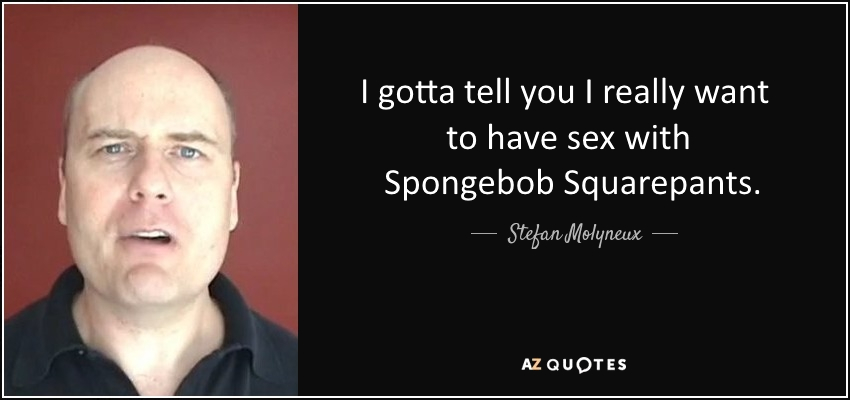 I gotta tell you I really want
to have sex with
Spongebob Squarepants.
Stefan Molyneux
AZ QUOTES